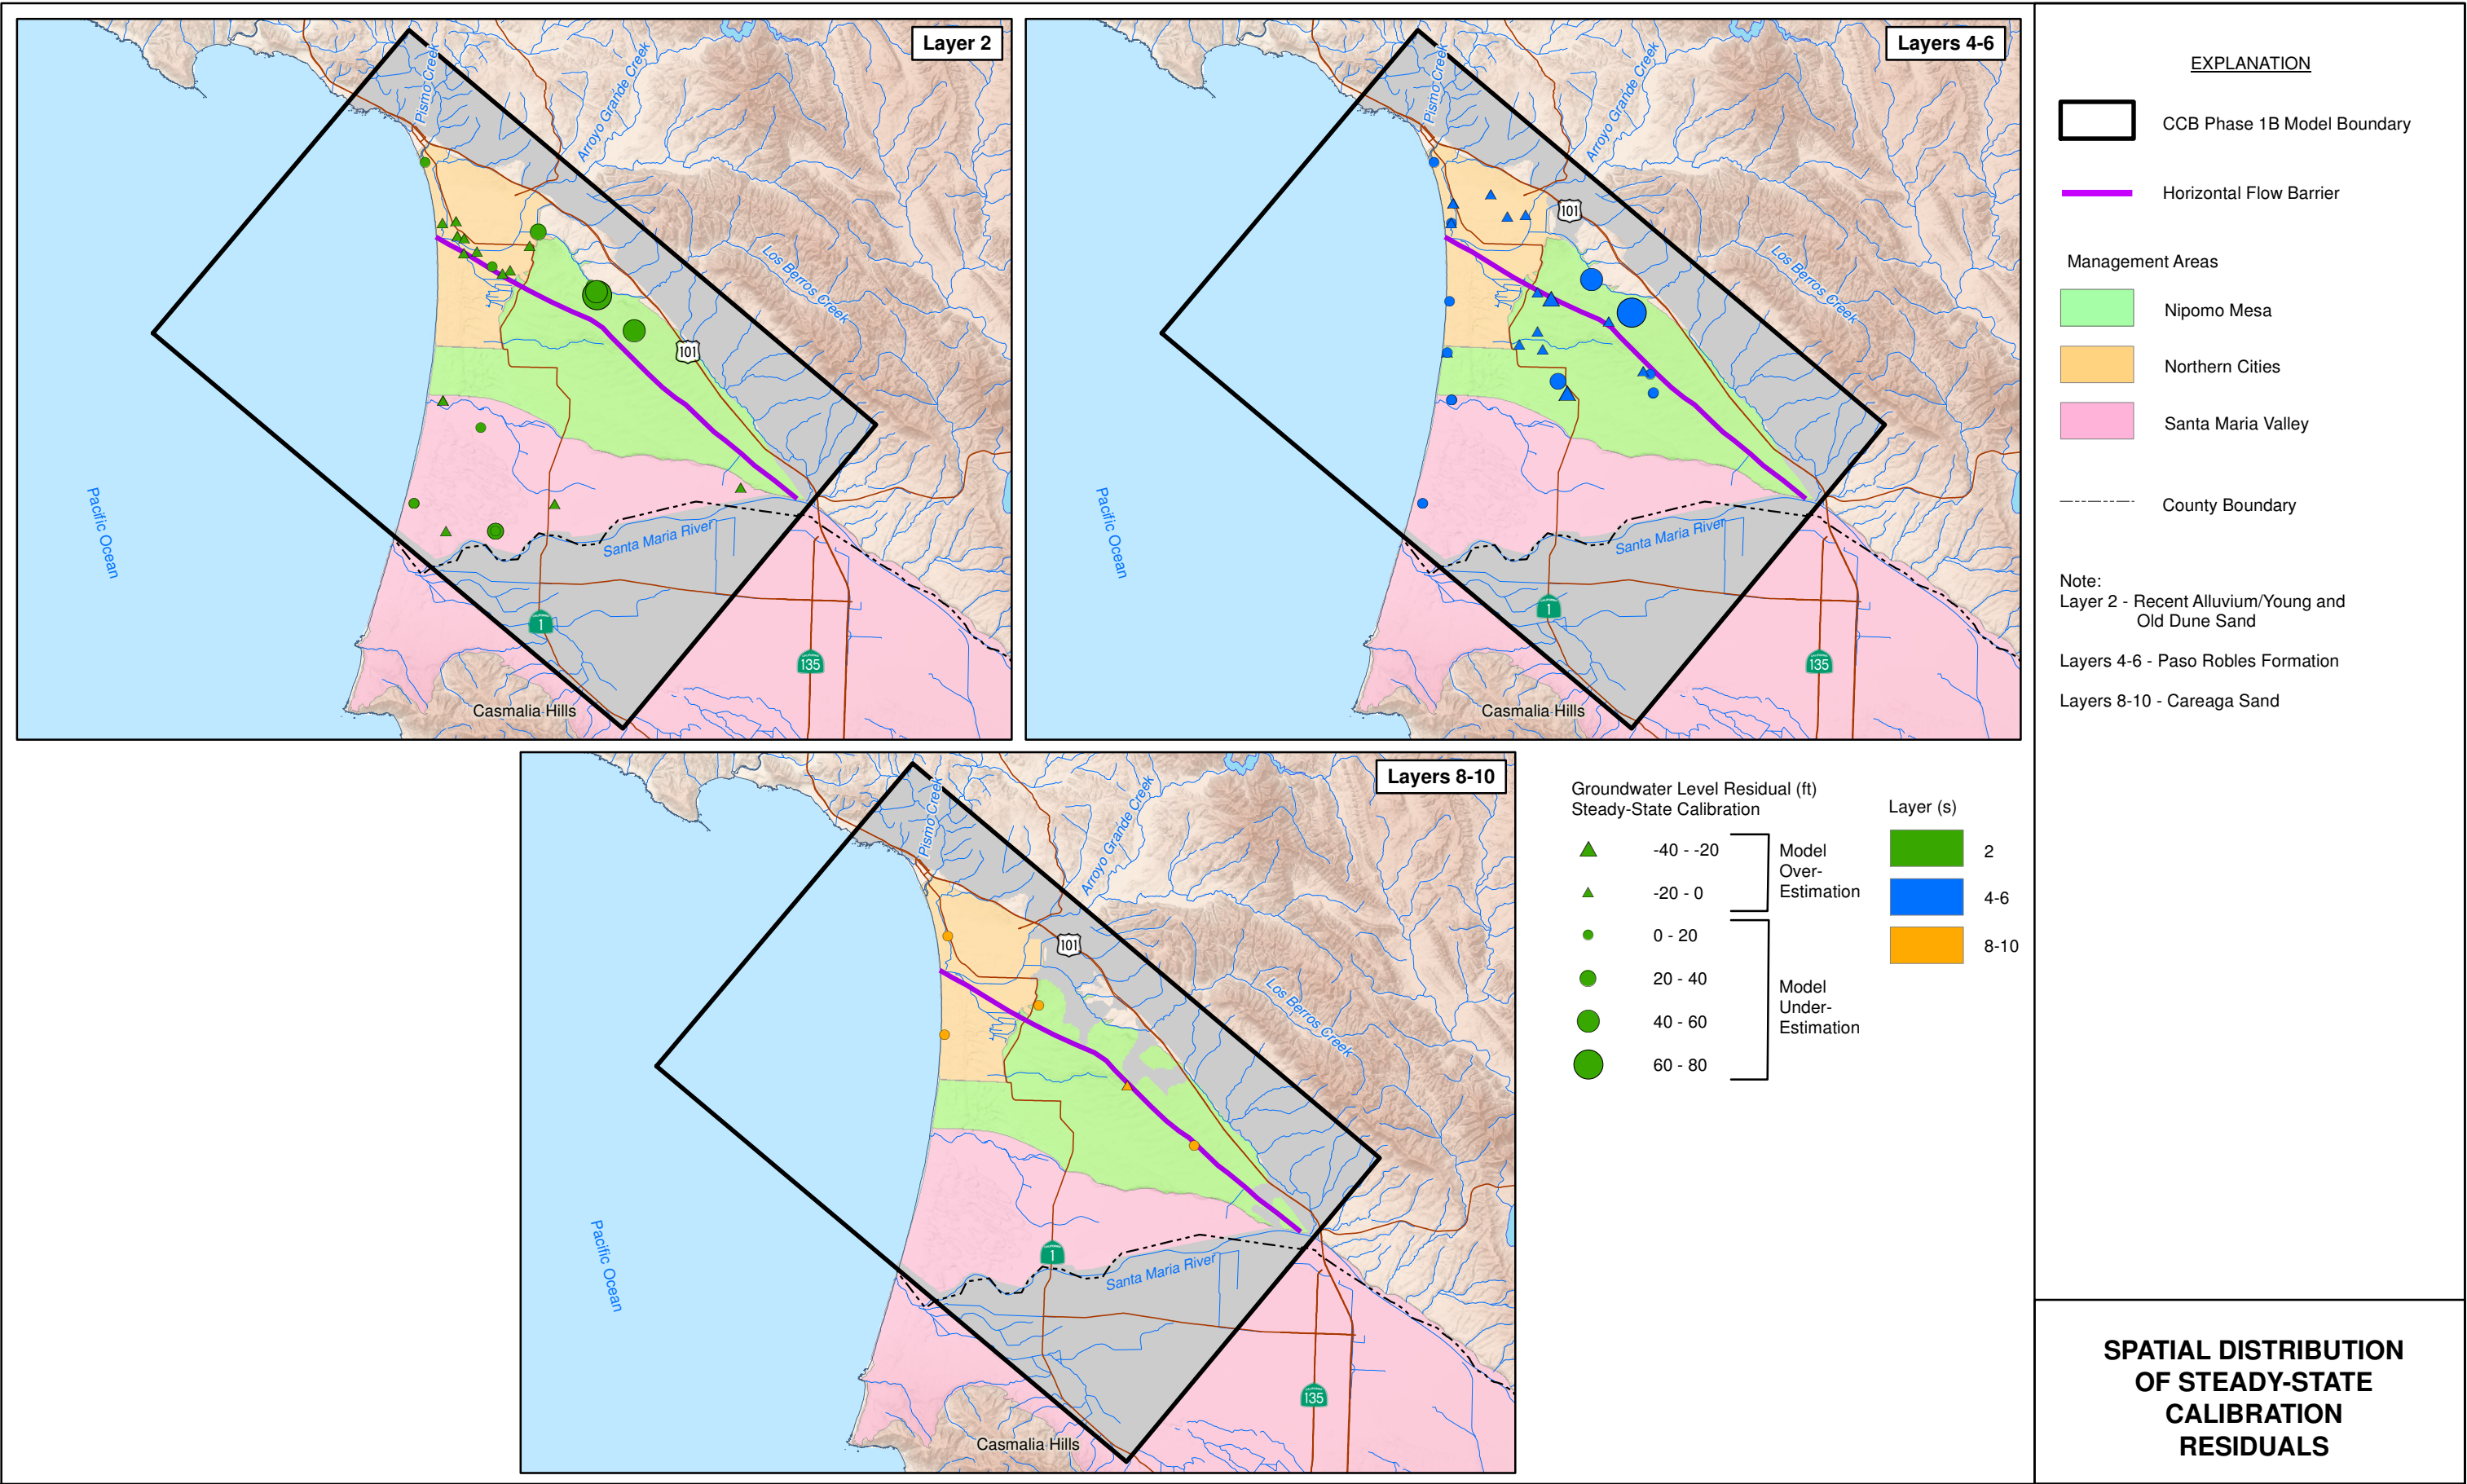 Layer 2
Pismo Creek
Arroyo Grande Creek
Los Berros Creek
101
Pacific Ocean
Santa Maria River
1
135
Casmalia Hills
Layers 4-6
Pismo Creek
Arroyo Grande Creek
101
Los Berros Creek
Pacific Ocean
Santa Maria River
1
135
Casmalia Hills
Layers 8-10
Pismo Creek
Arroyo Grande Creek
101
Los Berros Creek
Pacific Ocean
1
Santa Maria River
135
Casmalia Hills
Groundwater Level Residual (ft)
Steady-State Calibration
-40 - -20
-20 - 0
Model
Over-
Estimation
0 - 20
20 - 40
40 - 60
60 - 80
Model
Under-
Estimation
Layer (s)
2
4-6
8-10
EXPLANATION
CCB Phase 1B Model Boundary
Horizontal Flow Barrier
Management Areas
Nipomo Mesa
Northern Cities
Santa Maria Valley
County Boundary
Note:
Layer 2 - Recent Alluvium/Young and
Old Dune Sand
Layers 4-6 - Paso Robles Formation
Layers 8-10 - Careaga Sand
SPATIAL DISTRIBUTION
OF STEADY-STATE
CALIBRATION
RESIDUALS